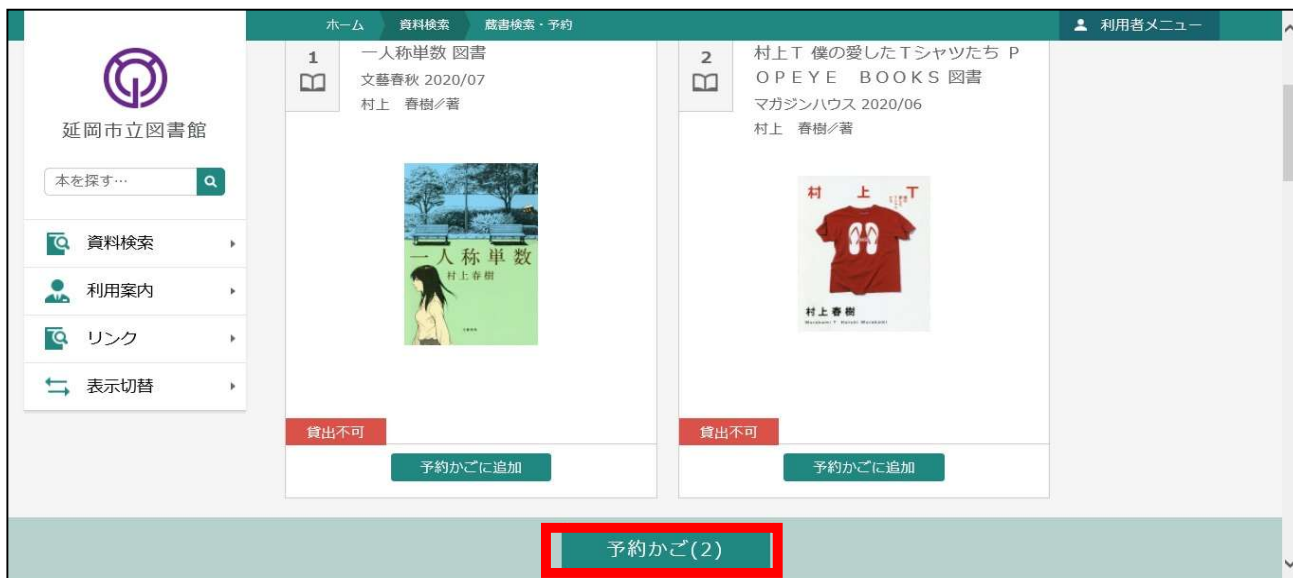 ホーム 資料検索 蔵書検索・予約 利用者メニュー
延岡市立図書館
本を探す…
資料検索
利用案内
リンク
表示切替
1
一人称単数 図書
文藝春秋 2020/07
村上 春樹∥著
一人称単数
村上春樹
貸出不可
予約かごに追加
2
村上T 僕の愛したTシャツたち P
OPEYE BOOKS 図書
マガジンハウス 2020/06
村上 春樹∥著
村上T
村上春樹
Murakami T Haruki Murakami
貸出不可
予約かごに追加
予約かご(2)